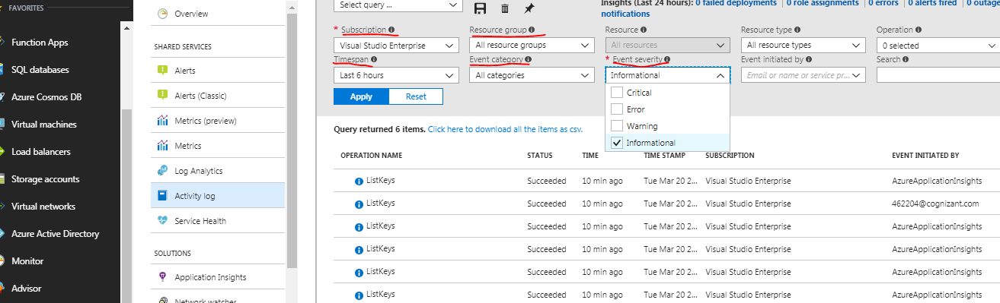 FAVORITES
Function Apps
SQL databases
Azure Cosmos DB
Virtual machines
Load balancers
Storage accounts
Virtual networks
Azure Active Directory
Monitor
Advisor
Overview
SHARED SERVICES
Alerts
Alerts (Classic)
Metrics (preview)
Metrics
Log Analytics
Activity log
Service Health
SOLUTIONS
Application Insights
Network watcher
Select query ...
Insights (Last 24 hours): 0 failed deployments | 0 role assignments | 0 errors | 0 alerts fired | 0 outage
notifications
* Subscription Resource group Resource Resource type Operation
Visual Studio Enterprise All resource groups All resources All resource types 0 selected
Timespan Event category * Event severity Event initiated by Search
Last 6 hours All categories Informational Email or name or service pr...
Critical
Error
Warning
Informational
Apply Reset
Query returned 6 items. Click here to download all the items as csv.
OPERATION NAME STATUS TIME TIME STAMP SUBSCRIPTION EVENT INITIATED BY
ListKeys Succeeded 10 min ago Tue Mar 20 2... Visual Studio Enterprise AzureApplicationInsights
ListKeys Succeeded 10 min ago Tue Mar 20 2... Visual Studio Enterprise 462204@cognizant.com
ListKeys Succeeded 10 min ago Tue Mar 20 2... Visual Studio Enterprise AzureApplicationInsights
ListKeys Succeeded 10 min ago Tue Mar 20 2... Visual Studio Enterprise AzureApplicationInsights
ListKeys Succeeded 10 min ago Tue Mar 20 2... Visual Studio Enterprise AzureApplicationInsights
ListKeys Succeeded 10 min ago Tue Mar 20 2... Visual Studio Enterprise AzureApplicationInsights